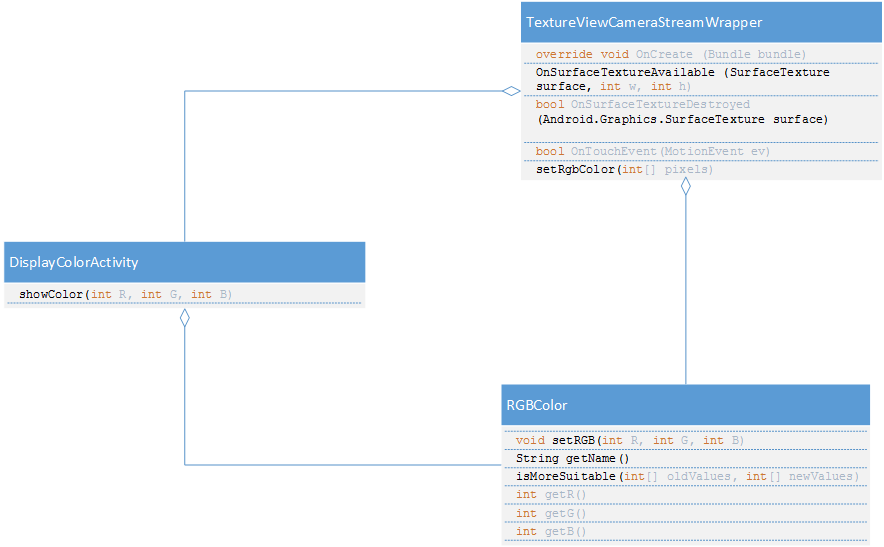 TextureViewCameraStreamWrapper
override void OnCreate (Bundle bundle)
OnSurfaceTextureAvailable (SurfaceTexture
surface, int w, int h)
bool OnSurfaceTextureDestroyed
(Android.Graphics.SurfaceTexture surface)
bool OnTouchEvent(MotionEvent ev)
setRgbColor(int[] pixels)
DisplayColorActivity
showColor(int R, int G, int B)
RGBColor
void setRGB(int R, int G, int B)
String getName()
isMoreSuitable(int[] oldValues, int[] newValues)
int getR()
int getG()
int getB()